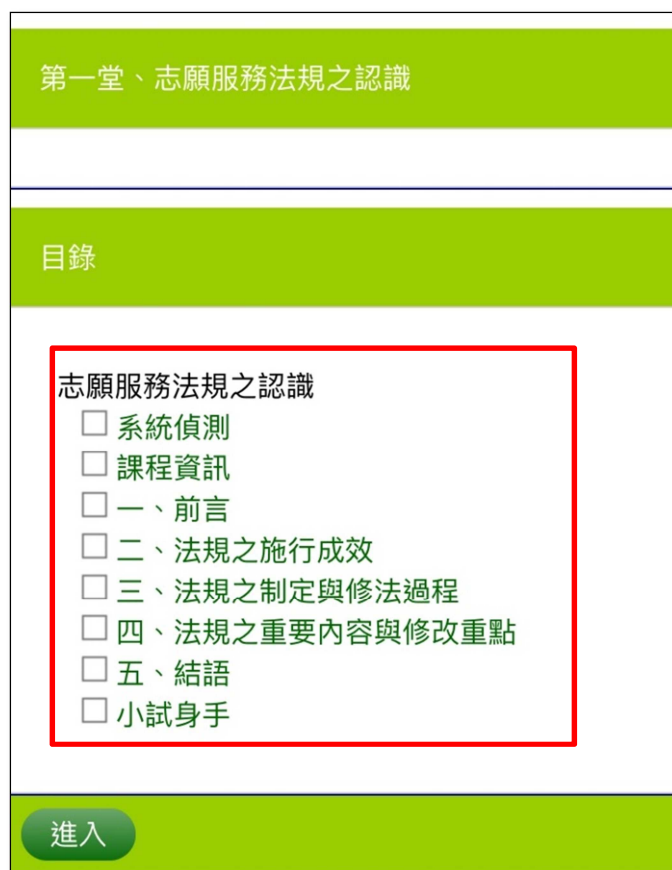 第一堂、志願服務法規之認識
目錄
志願服務法規之認識
系統偵測
課程資訊
一、前言
二、法規之施行成效
三、法規之制定與修法過程
四、法規之重要內容與修改重點
五、結語
小試身手
進入